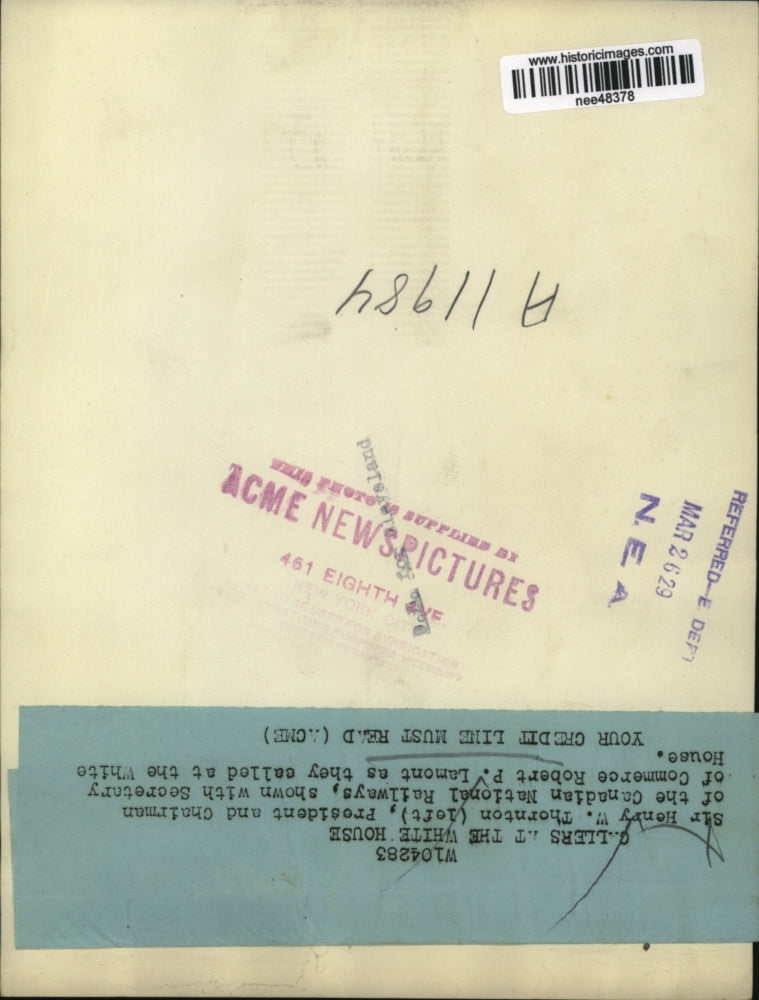 www.historicimages.com
nee48378
A 11984
THIS PHOTO IS SUPPLIED BY
ACME NEWSPICTURES
461 EIGHTH AVE.
NEW YORK CITY
for Cleveland
REFERRED—E DEPT
MAR 26 29
N. E A
W104283
CALLERS AT THE WHITE HOUSE
Sir Henry W. Thornton (left), President and Chairman
of the Canadian National Railways, shown with Secretary
of Commerce Robert P. Lamont as they called at the White
House.
YOUR CREDIT LINE MUST READ (ACME)